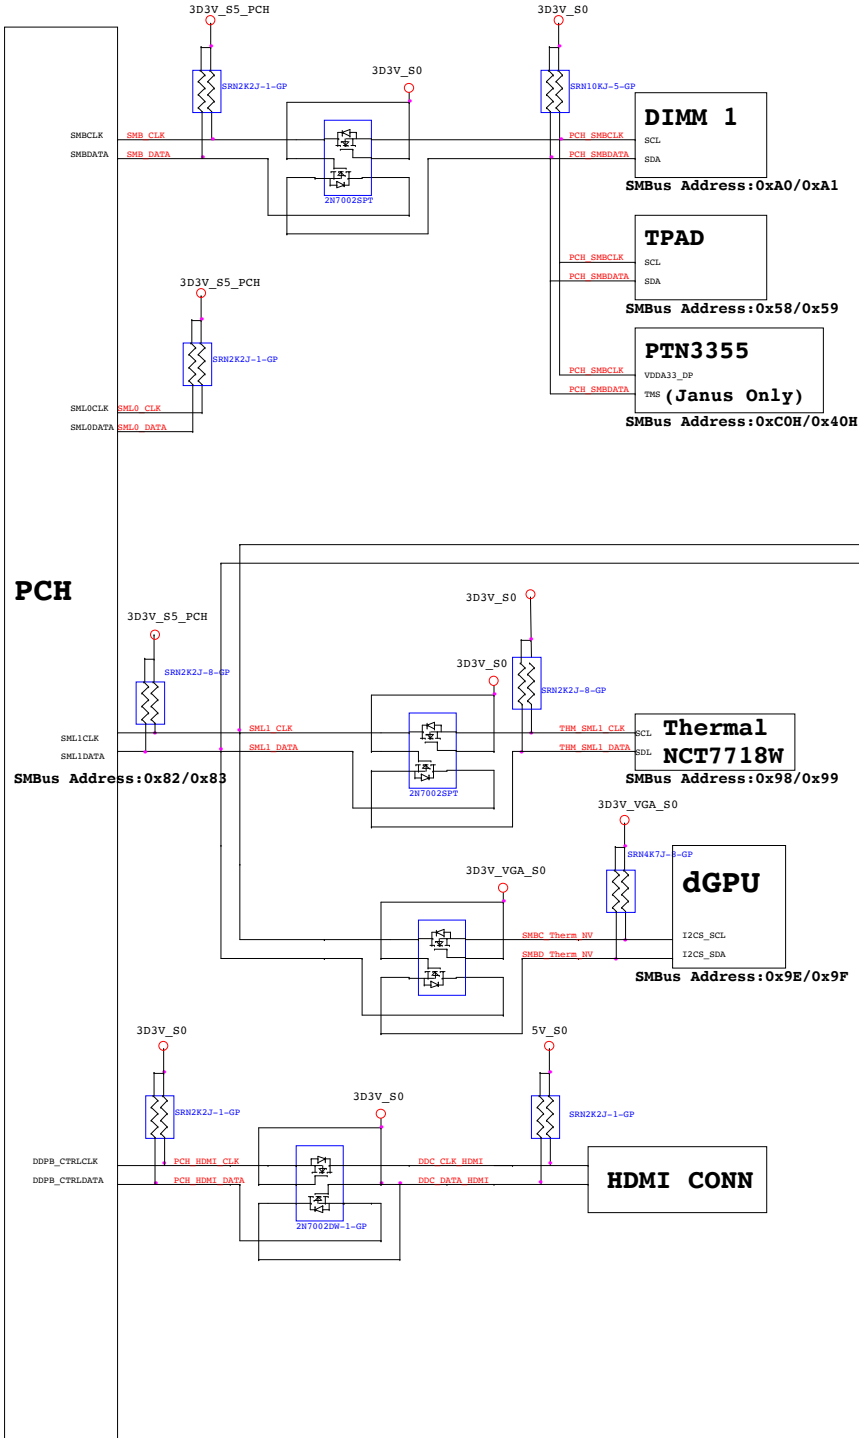 3D3V_S5_PCH
3D3V_S0
SRN2K2J-1-GP
3D3V_S0
SRN10KJ-5-GP
DIMM 1
SMBCLK
SMB_CLK
PCH_SMBCLK
SCL
SMBDATA
SMB_DATA
PCH_SMBDATA
SDA
2N7002SPT
SMBus Address:0xA0/0xA1
TPAD
PCH_SMBCLK
SCL
PCH_SMBDATA
SDA
3D3V_S5_PCH
SMBus Address:0x58/0x59
SRN2K2J-1-GP
PTN3355
PCH_SMBCLK
VDDA33_DP
PCH_SMBDATA
TMS (Janus Only)
SML0CLK
SML0_CLK
SML0DATA
SML0_DATA
SMBus Address:0xC0H/0x40H
PCH
3D3V_S5_PCH
3D3V_S0
SRN2K2J-8-GP
3D3V_S0
SRN2K2J-8-GP
SML1CLK
SML1_CLK
THM_SML1_CLK
SCL
Thermal
SML1DATA
SML1_DATA
THM_SML1_DATA
SDL
NCT7718W
SMBus Address:0x82/0x83
2N7002SPT
SMBus Address:0x98/0x99
3D3V_VGA_S0
SRN4K7J-8-GP
3D3V_VGA_S0
dGPU
SMBC_Therm_NV
I2CS_SCL
SMBD_Therm_NV
I2CS_SDA
SMBus Address:0x9E/0x9F
3D3V_S0
5V_S0
3D3V_S0
SRN2K2J-1-GP
SRN2K2J-1-GP
DDPB_CTRLCLK
PCH_HDMI_CLK
DDC_CLK_HDMI
DDPB_CTRLDATA
PCH_HDMI_DATA
DDC_DATA_HDMI
HDMI CONN
2N7002DW-1-GP